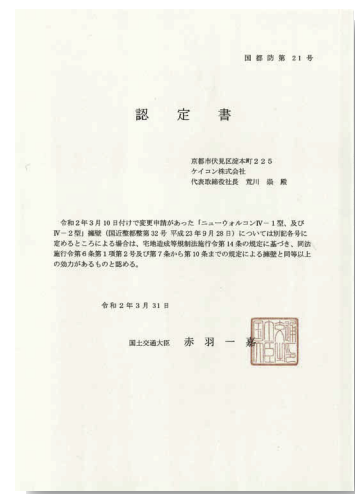 国都防第21号
認定書
京都市伏見区淀本町225
ケイコン株式会社
代表取締役社長 荒川 崇 殿
令和2年3月10日付けで変更申請があった「ニューウォルコンⅣ-1型、及び
Ⅳ-2型」擁壁(国近整都整第32号 平成23年9月28日)については別記各号に
定めるところによる場合は、宅地造成等規制法施行令第14条の規定に基づき、同法
施行令第6条第1項第2号及び第7条から第10条までの規定による擁壁と同等以上
の効力があるものと認める。
令和2年3月31日
国土交通大臣 赤羽一嘉